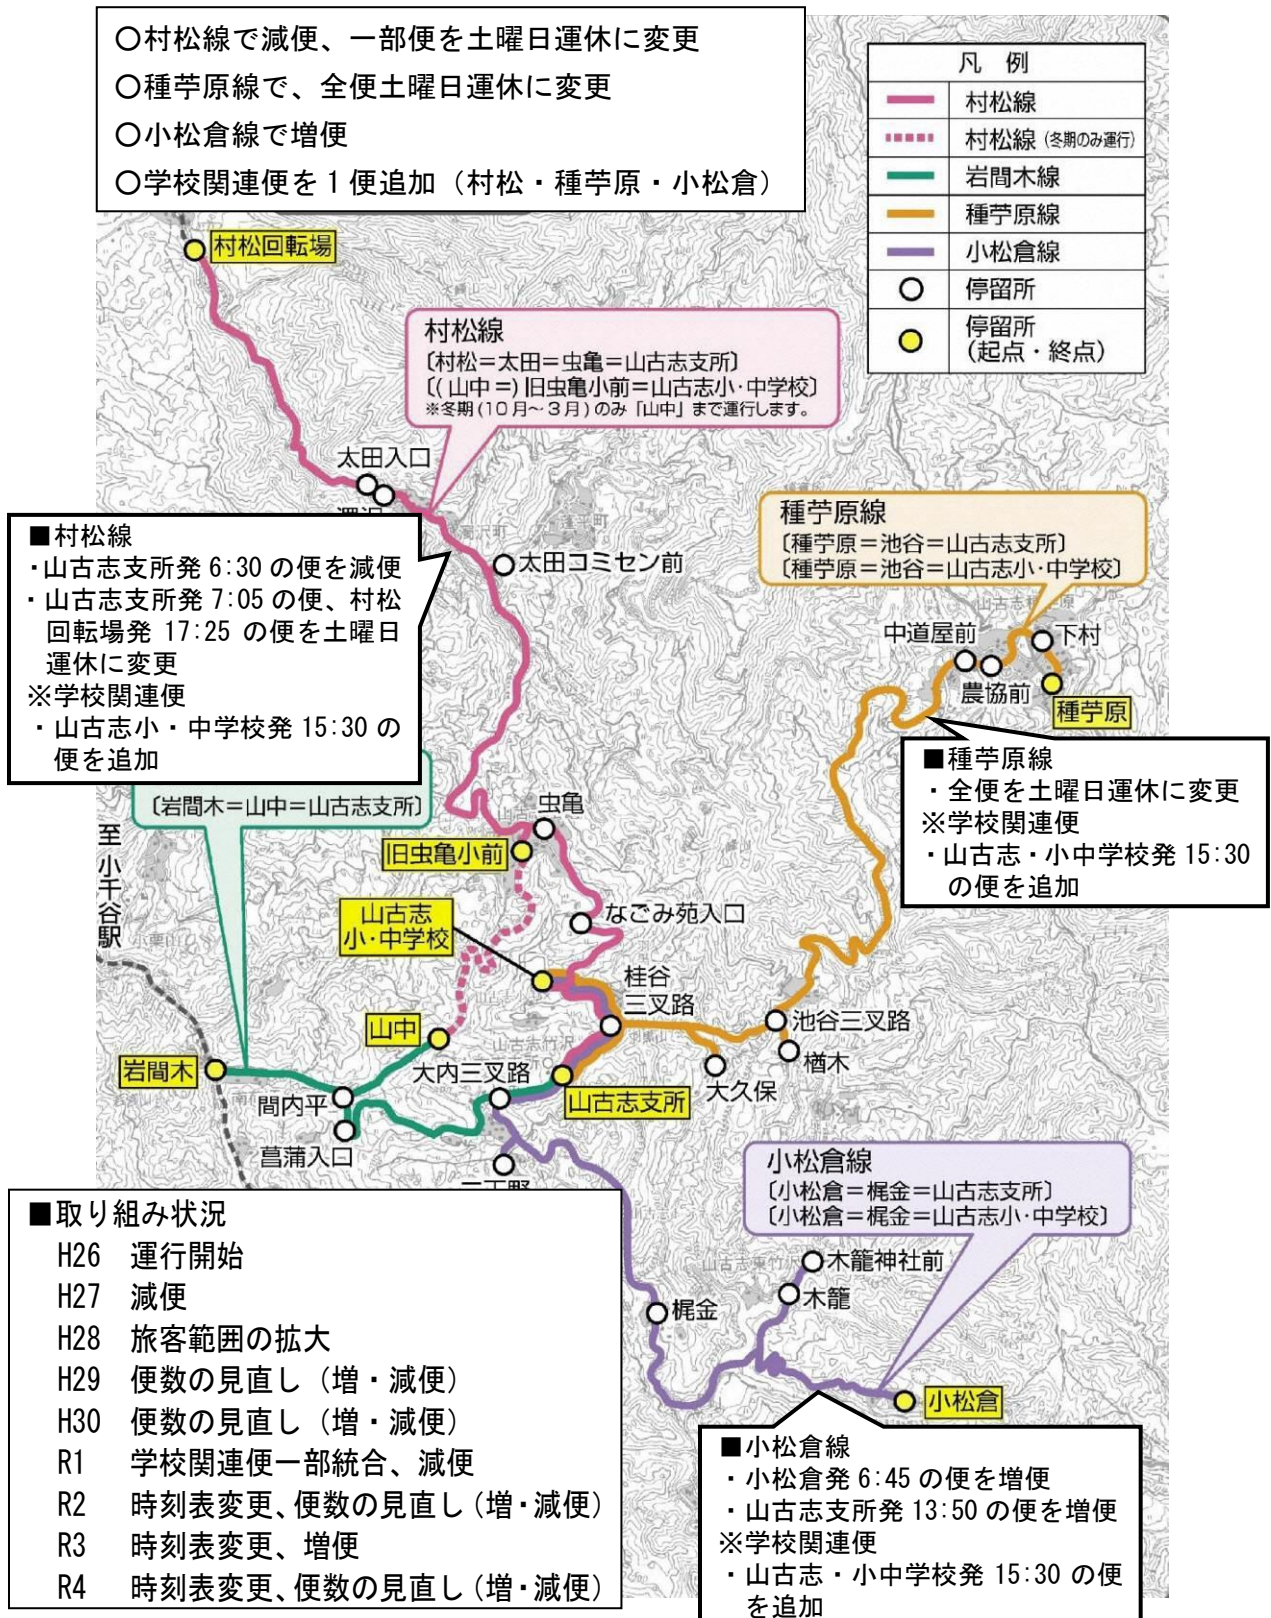 ○村松線で減便、一部便を土曜日運休に変更
○種苧原線で、全便土曜日運休に変更
○小松倉線で増便
○学校関連便を1便追加（村松・種苧原・小松倉）
凡 例
村松線
村松線（冬期のみ運行）
岩間木線
種苧原線
小松倉線
停留所
停留所
（起点・終点）
村松回転場
村松線
〔村松＝太田＝虫亀＝山古志支所〕
〔(山中＝)旧虫亀小前＝山古志小･中学校〕
※冬期(10月～3月)のみ「山中」まで運行します。
太田入口
太田コミセン前
種苧原線
〔種苧原＝池谷＝山古志支所〕
〔種苧原＝池谷＝山古志小･中学校〕
中道屋前
下村
農協前
種苧原
■村松線
・山古志支所発 6:30 の便を減便
・山古志支所発 7:05 の便、村松
回転場発 17:25 の便を土曜日
運休に変更
※学校関連便
・山古志小・中学校発 15:30 の
便を追加
■種苧原線
・全便を土曜日運休に変更
※学校関連便
・山古志・小中学校発 15:30
の便を追加
〔岩間木＝山中＝山古志支所〕
至小千谷駅
虫亀
旧虫亀小前
なごみ苑入口
山古志
小･中学校
桂谷
三叉路
山中
池谷三叉路
楢木
大久保
岩間木
大内三叉路
山古志支所
間内平
菖蒲入口
小松倉線
〔小松倉＝梶金＝山古志支所〕
〔小松倉＝梶金＝山古志小･中学校〕
木籠神社前
木籠
梶金
小松倉
■取り組み状況
H26 運行開始
H27 減便
H28 旅客範囲の拡大
H29 便数の見直し（増・減便）
H30 便数の見直し（増・減便）
R1 学校関連便一部統合、減便
R2 時刻表変更、便数の見直し（増・減便）
R3 時刻表変更、増便
R4 時刻表変更、便数の見直し（増・減便）
■小松倉線
・小松倉発 6:45 の便を増便
・山古志支所発 13:50 の便を増便
※学校関連便
・山古志・小中学校発 15:30 の便
を追加